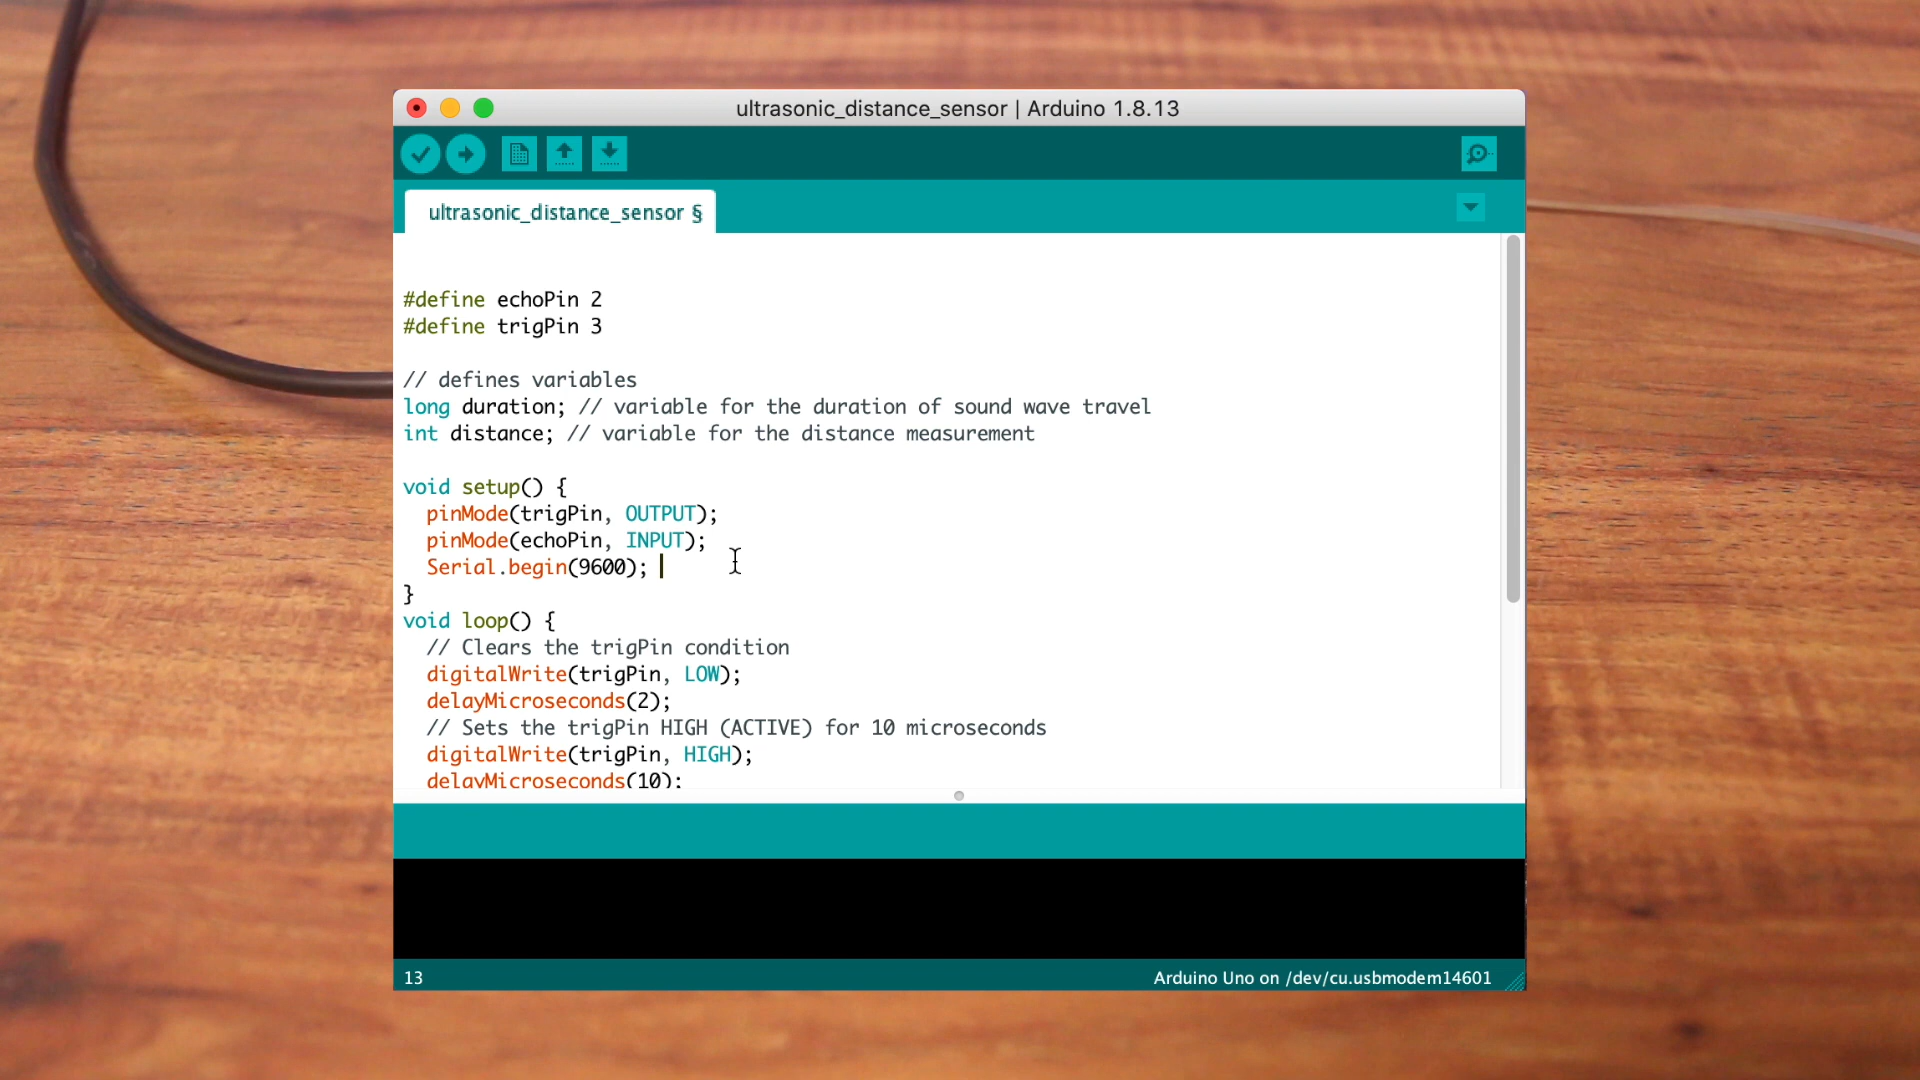 ultrasonic_distance_sensor | Arduino 1.8.13
ultrasonic_distance_sensor §
#define echoPin 2
#define trigPin 3
// defines variables
long duration; // variable for the duration of sound wave travel
int distance; // variable for the distance measurement
void setup() {
  pinMode(trigPin, OUTPUT);
  pinMode(echoPin, INPUT);
  Serial.begin(9600);
}
void loop() {
  // Clears the trigPin condition
  digitalWrite(trigPin, LOW);
  delayMicroseconds(2);
  // Sets the trigPin HIGH (ACTIVE) for 10 microseconds
  digitalWrite(trigPin, HIGH);
  delayMicroseconds(10);
13
Arduino Uno on /dev/cu.usbmodem14601